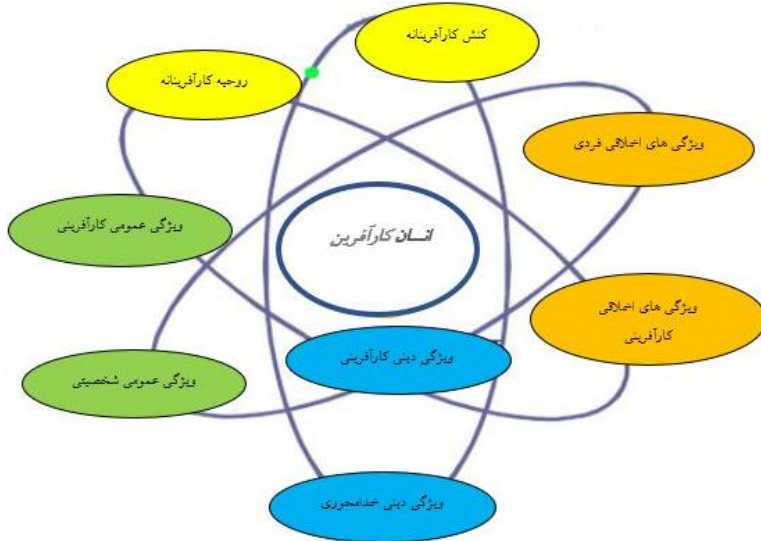 کنش کارآفرینانه
روحیه کارآفرینانه
ویژگی های اخلاقی فردی
ویژگی عمومی کارآفرینی
انسان کارآفرین
ویژگی های اخلاقی
کارآفرینی
ویژگی دینی کارآفرینی
ویژگی عمومی شخصیتی
ویژگی دینی خدامحوری